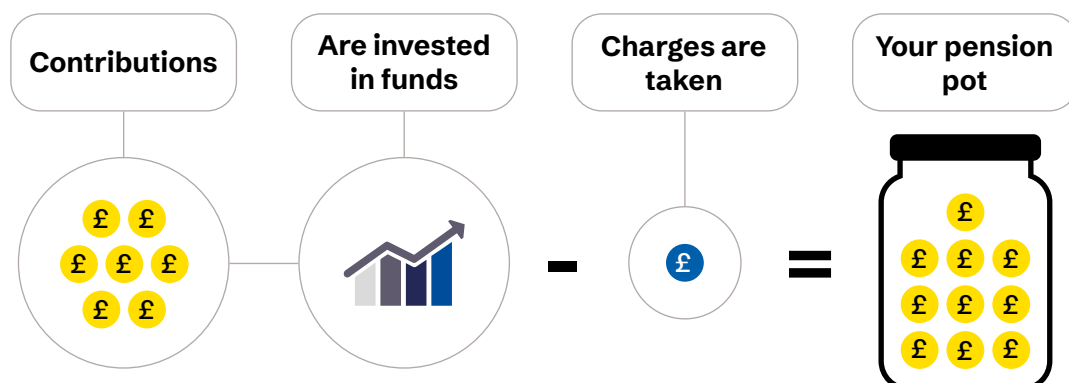 Contributions
Are invested
in funds
Charges are
taken
Your pension
pot
£ £
£ £ £
£ £
-
£
=
£
£ £ £
£ £ £
£ £ £